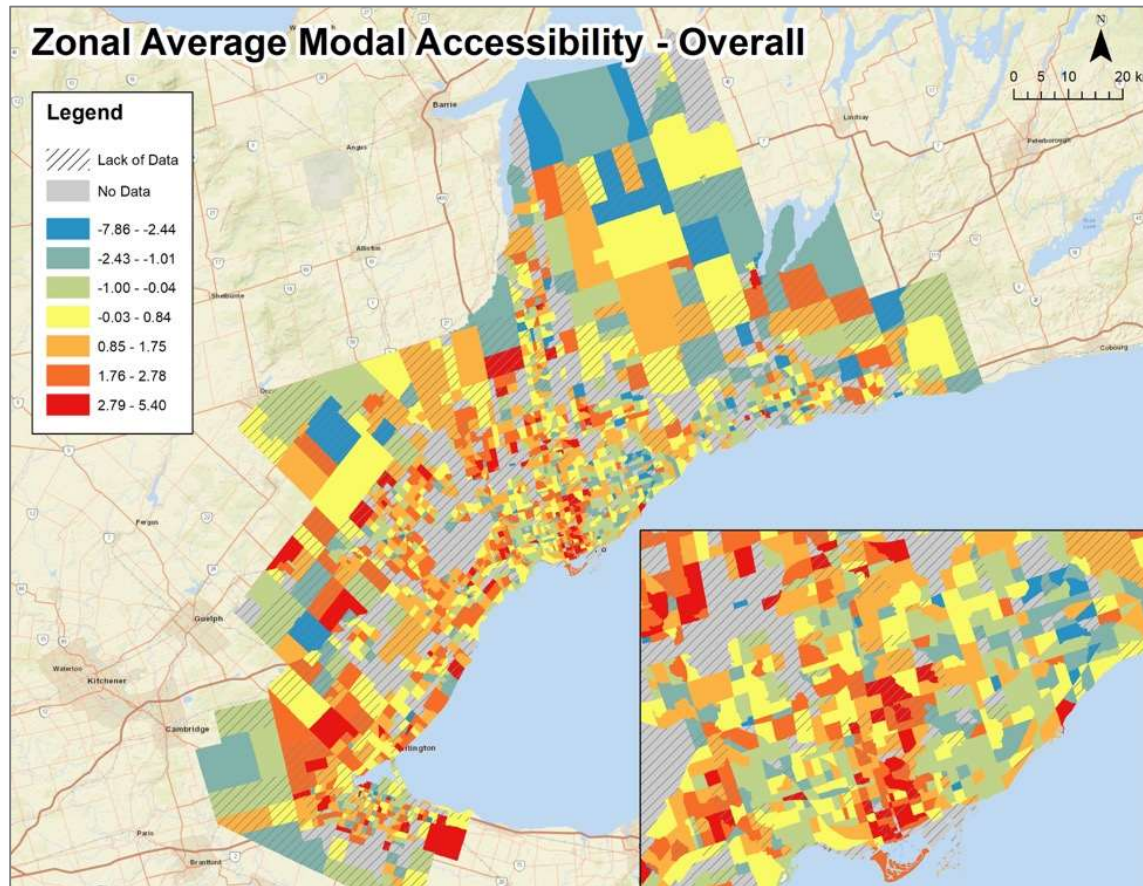 Zonal Average Modal Accessibility - Overall
N
0 5 10 20 km
Legend
Lack of Data
No Data
-7.86 - -2.44
-2.43 - -1.01
-1.00 - -0.04
-0.03 - 0.84
0.85 - 1.75
1.76 - 2.78
2.79 - 5.40
Barrie
Angus
Lindsay
Peterborough
Alliston
Shelburne
Cobourg
Fergus
Guelph
Waterloo
Kitchener
Cambridge
Paris
Brantford